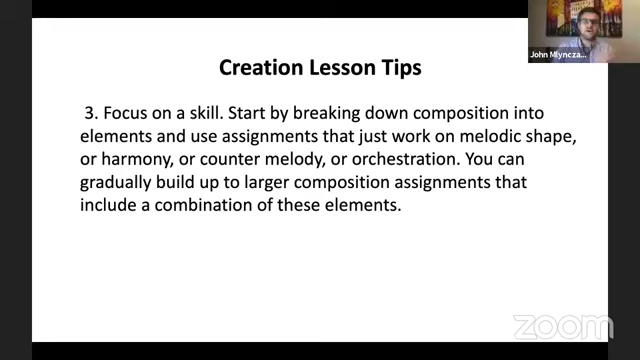 John Mlyncza...
Creation Lesson Tips
3. Focus on a skill. Start by breaking down composition into
elements and use assignments that just work on melodic shape,
or harmony, or counter melody, or orchestration. You can
gradually build up to larger composition assignments that
include a combination of these elements.
zoom